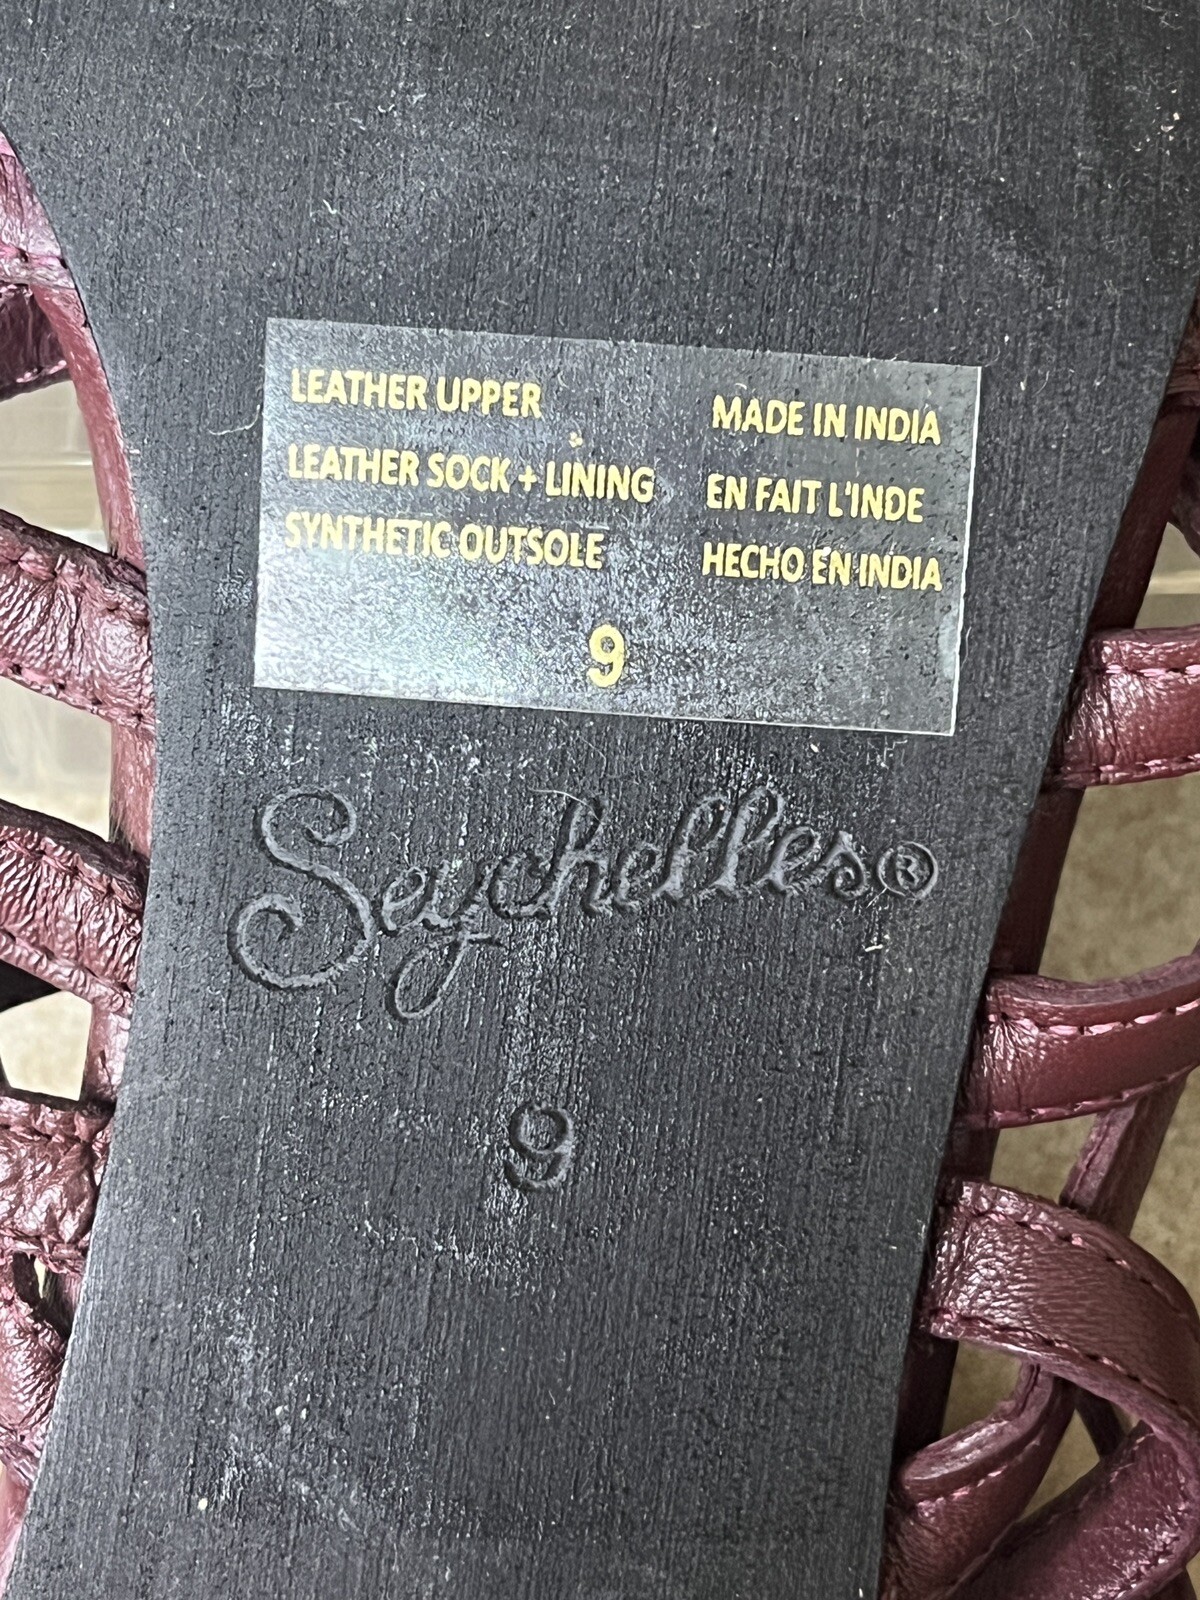 LEATHER UPPER
LEATHER SOCK + LINING
SYNTHETIC OUTSOLE
MADE IN INDIA
EN FAIT L'INDE
HECHO EN INDIA
9
Seychelles®
9